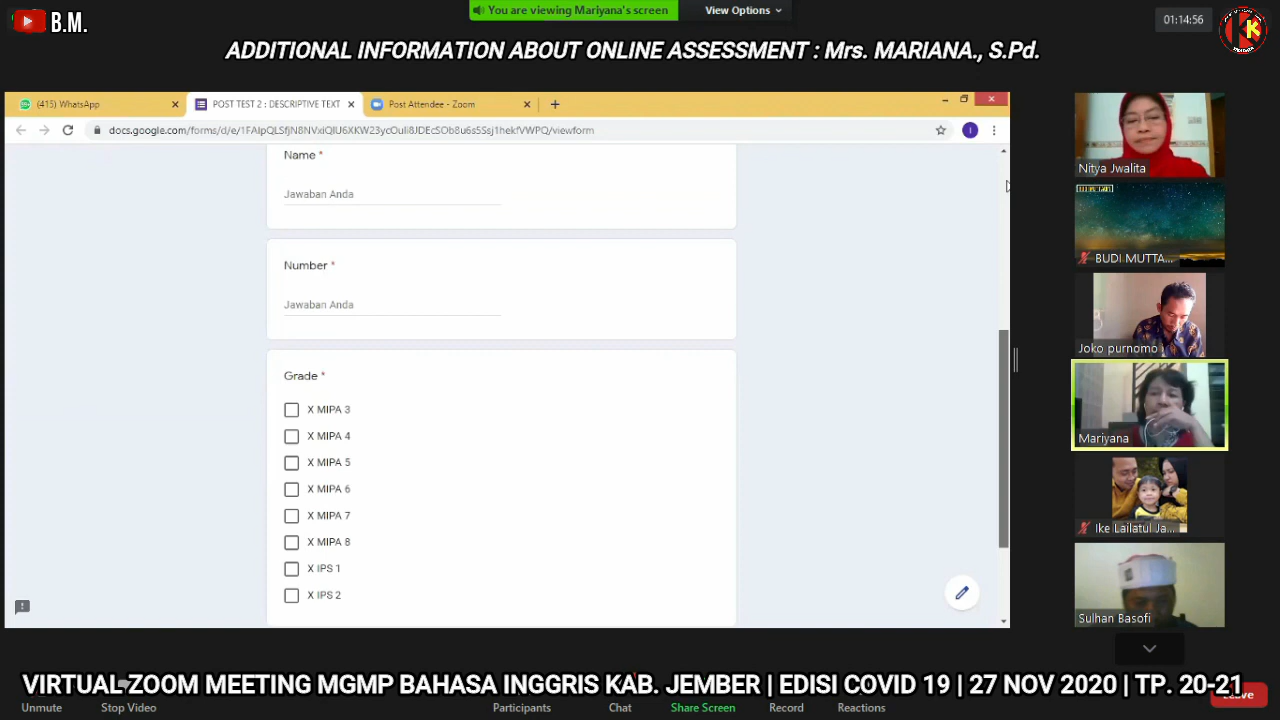 B.M.
You are viewing Mariyana's screen
View Options
01:14:56
ADDITIONAL INFORMATION ABOUT ONLINE ASSESSMENT : Mrs. MARIANA., S.Pd.
(415) WhatsApp
POST TEST 2 : DESCRIPTIVE TEXT
Post Attendee - Zoom
Name *
Jawaban Anda
Number *
Jawaban Anda
Grade *
X MIPA 3
X MIPA 4
X MIPA 5
X MIPA 6
X MIPA 7
X MIPA 8
X IPS 1
X IPS 2
Nitya Jwalita
BUDI MUTTA...
Joko purnomo
Mariyana
Ike Lailatul Ja...
Sulhan Basofi
VIRTUAL ZOOM MEETING MGMP BAHASA INGGRIS KAB. JEMBER | EDISI COVID 19 | 27 NOV 2020 | TP. 20-21
Unmute
Stop Video
Participants
Chat
Share Screen
Record
Reactions
Leave